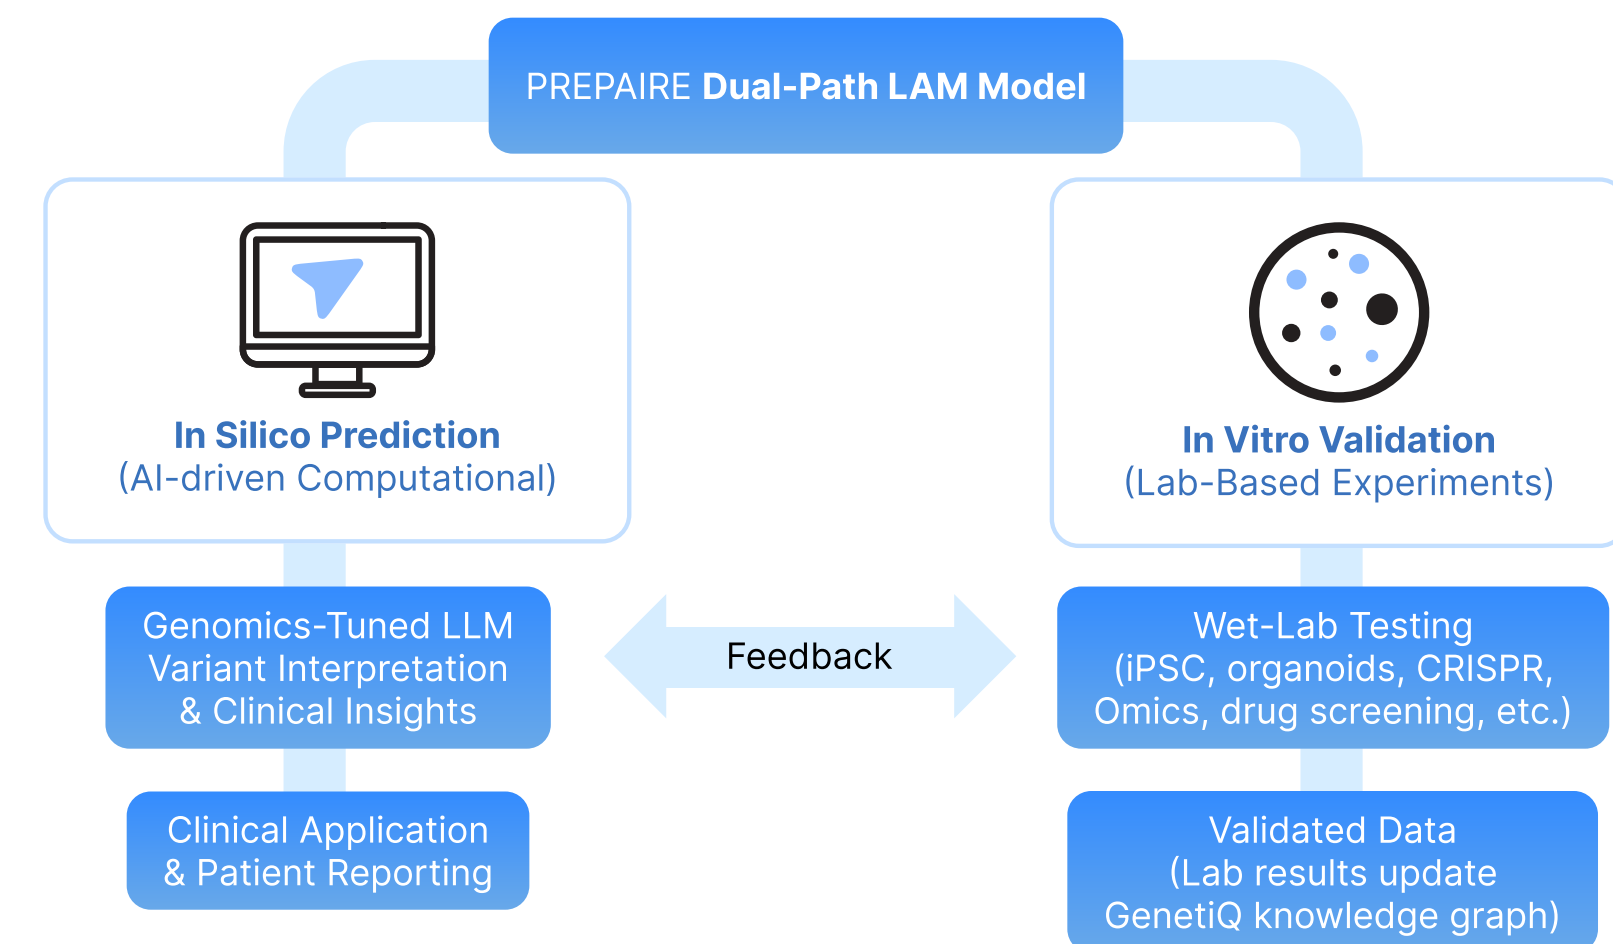 PREPAIRE Dual-Path LAM Model
In Silico Prediction
(AI-driven Computational)
Genomics-Tuned LLM
Variant Interpretation
& Clinical Insights
Clinical Application
& Patient Reporting
Feedback
In Vitro Validation
(Lab-Based Experiments)
Wet-Lab Testing
(iPSC, organoids, CRISPR,
Omics, drug screening, etc.)
Validated Data
(Lab results update
GenetiQ knowledge graph)